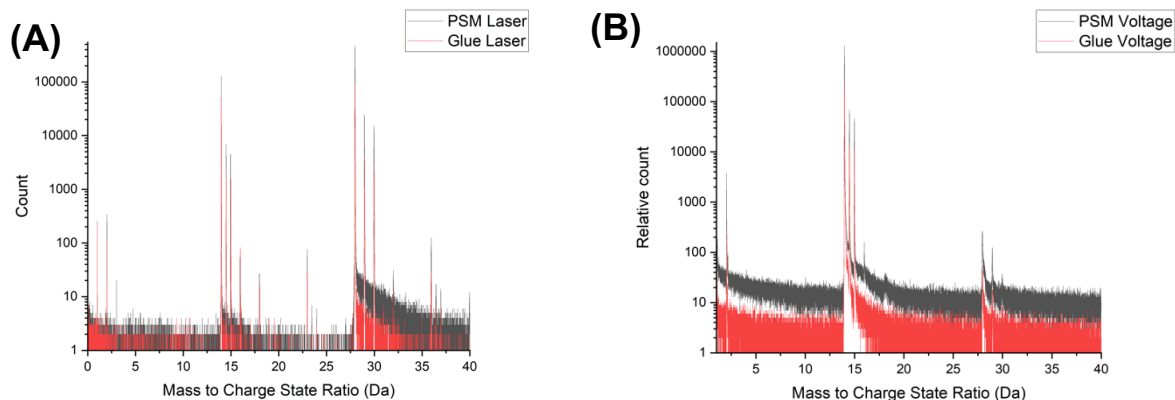 (A)
PSM Laser
Glue Laser
Count
100000
10000
1000
100
10
1
0 5 10 15 20 25 30 35 40
Mass to Charge State Ratio (Da)
(B)
PSM Voltage
Glue Voltage
Relative count
1000000
100000
10000
1000
100
10
1
5 10 15 20 25 30 35 40
Mass to Charge State Ratio (Da)